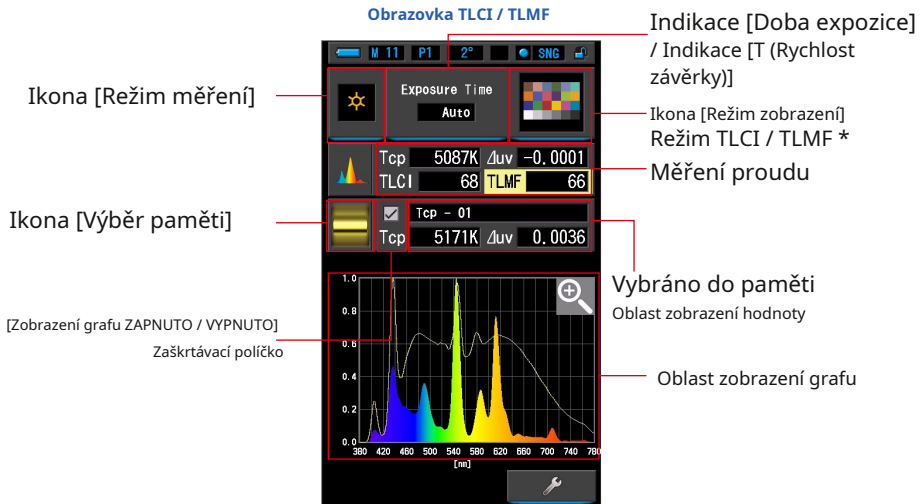 Obrazovka TLCI / TLMF
Indikace [Doba expozice]
/ Indikace [T (Rychlost
závěrky)]
Ikona [Režim měření]
Ikona [Režim zobrazení]
Režim TLCI / TLMF *
Měření proudu
Ikona [Výběr paměti]
Vybráno do paměti
Oblast zobrazení hodnoty
[Zobrazení grafu ZAPNUTO / VYPNUTO]
Zaškrtávací políčko
Oblast zobrazení grafu
M 11 P1 2° SNG
Exposure Time
Auto
Tcp 5087K ⊿uv -0.0001
TLCI 68 TLMF 66
Tcp - 01
Tcp 5171K ⊿uv 0.0036
1.0
0.8
0.6
0.4
0.2
0.0
380 420 460 500 540 580 620 660 700 740 780
[nm]